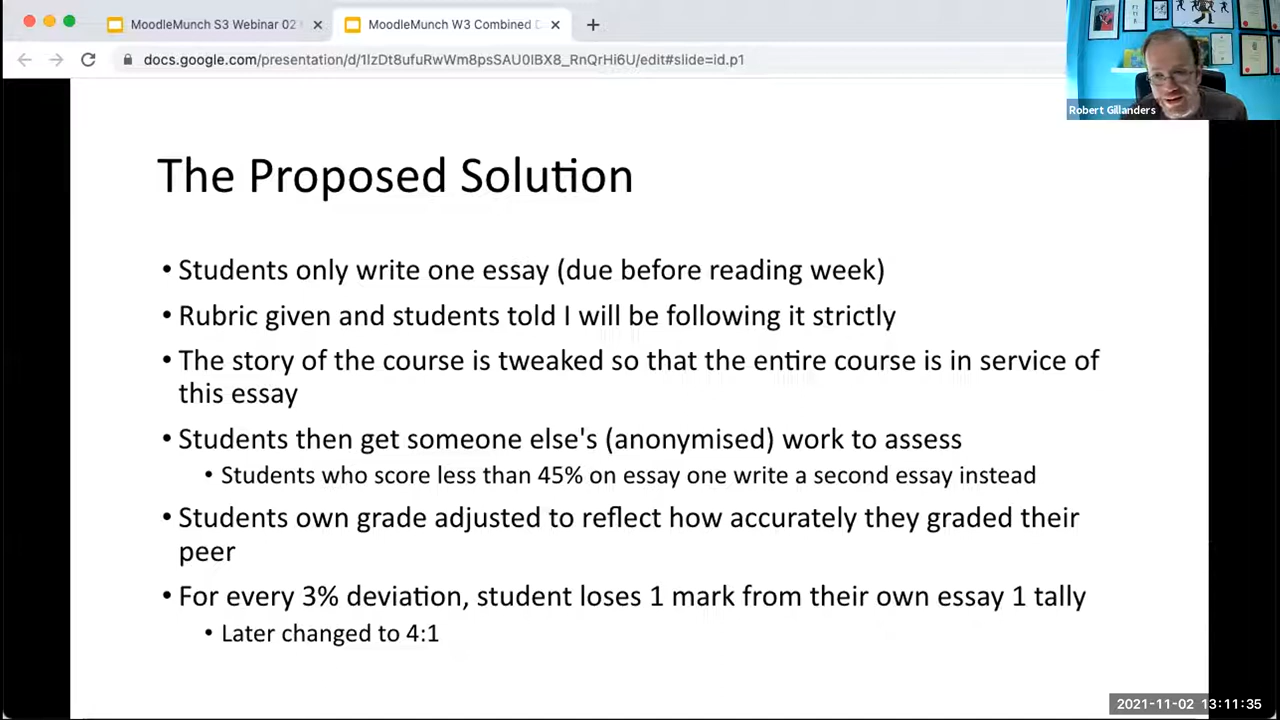 MoodleMunch S3 Webinar 02
MoodleMunch W3 Combined
docs.google.com/presentation/d/1lzDt8ufuRwWm8psSAU0lBX8_RnQrHi6U/edit#slide=id.p1
Robert Gillanders
The Proposed Solution
• Students only write one essay (due before reading week)
• Rubric given and students told I will be following it strictly
• The story of the course is tweaked so that the entire course is in service of
this essay
• Students then get someone else's (anonymised) work to assess
• Students who score less than 45% on essay one write a second essay instead
• Students own grade adjusted to reflect how accurately they graded their
peer
• For every 3% deviation, student loses 1 mark from their own essay 1 tally
• Later changed to 4:1
2021-11-02 13:11:35